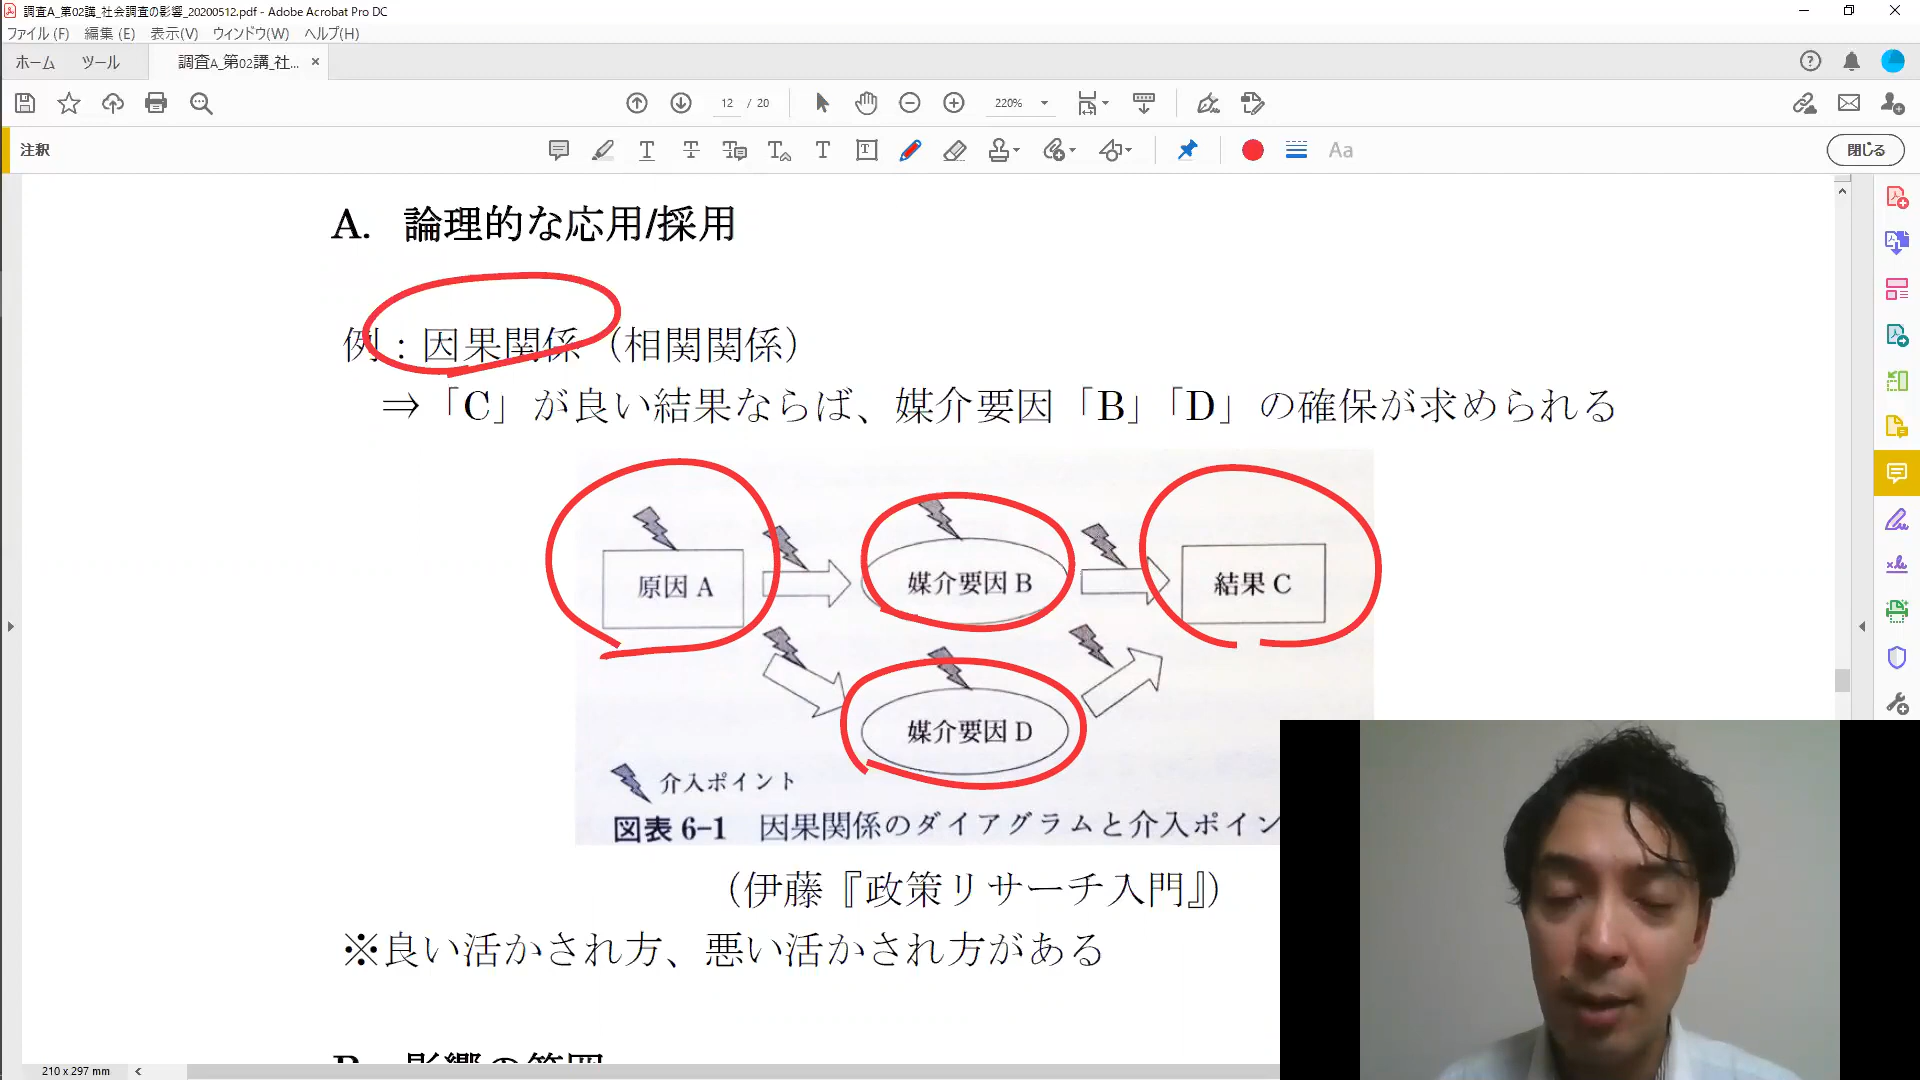 調査A_第02講_社会調査の影響_20200512.pdf - Adobe Acrobat Pro DC
ファイル(F) 編集(E) 表示(V) ウィンドウ(W) ヘルプ(H)
ホーム ツール 調査A_第02講_社... ×
12 / 20 220%
注釈 Aa 閉じる
A. 論理的な応用/採用
例：因果関係（相関関係）
⇒「C」が良い結果ならば、媒介要因「B」「D」の確保が求められる
原因 A 媒介要因 B 結果 C
媒介要因 D
介入ポイント
図表 6-1 因果関係のダイアグラムと介入ポイン
（伊藤『政策リサーチ入門』）
※良い活かされ方、悪い活かされ方がある
210 x 297 mm